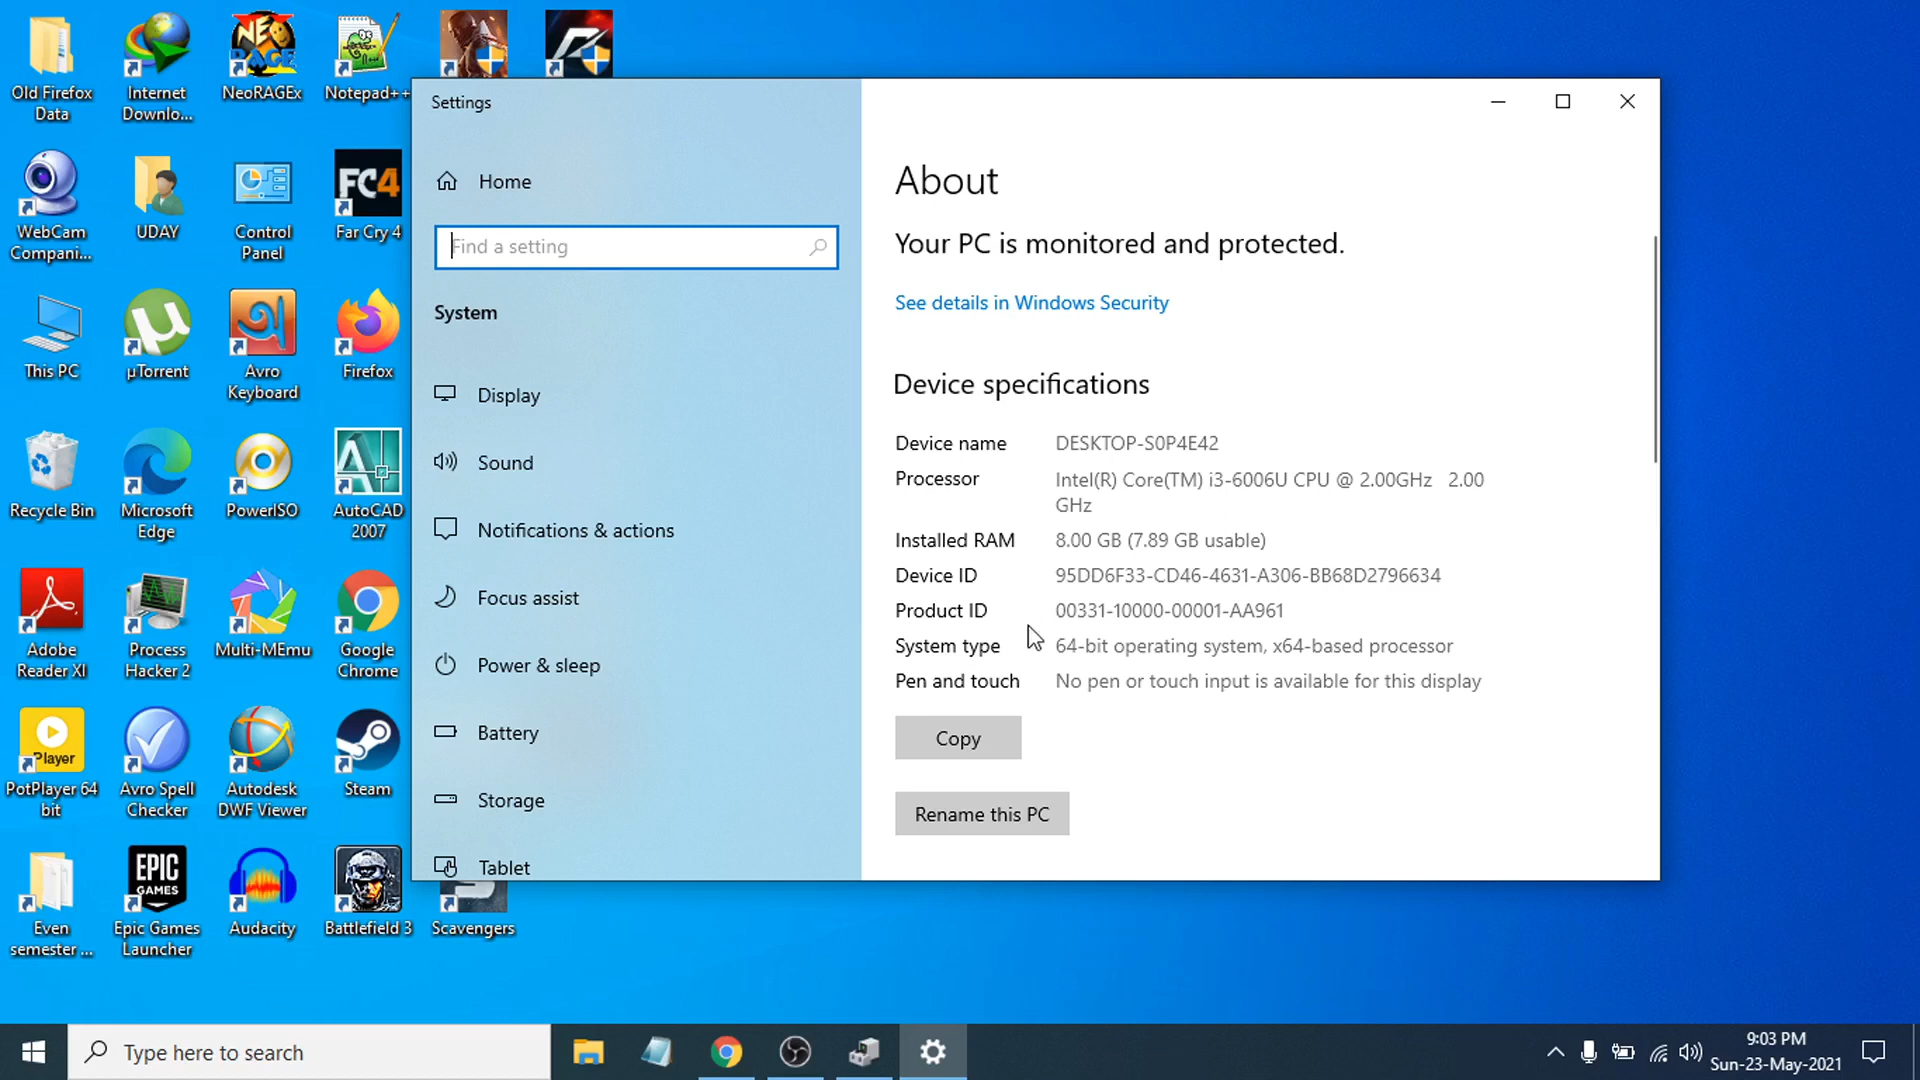 Old Firefox
Data
Internet
Downlo...
NeoRAGEx
Notepad++
WebCam
Compani...
UDAY
Control
Panel
FC4
Far Cry 4
This PC
µTorrent
Avro
Keyboard
Firefox
Recycle Bin
Microsoft
Edge
PowerISO
AutoCAD
2007
Adobe
Reader XI
Process
Hacker 2
Multi-MEmu
Google
Chrome
Player
PotPlayer 64
bit
Avro Spell
Checker
Autodesk
DWF Viewer
Steam
Even
semester ...
EPIC
GAMES
Epic Games
Launcher
Audacity
Battlefield 3
Scavengers
Settings
Home
Find a setting
System
Display
Sound
Notifications & actions
Focus assist
Power & sleep
Battery
Storage
Tablet
About
Your PC is monitored and protected.
See details in Windows Security
Device specifications
Device name DESKTOP-S0P4E42
Processor Intel(R) Core(TM) i3-6006U CPU @ 2.00GHz 2.00
GHz
Installed RAM 8.00 GB (7.89 GB usable)
Device ID 95DD6F33-CD46-4631-A306-BB68D2796634
Product ID 00331-10000-00001-AA961
System type 64-bit operating system, x64-based processor
Pen and touch No pen or touch input is available for this display
Copy
Rename this PC
Type here to search
9:03 PM
Sun-23-May-2021